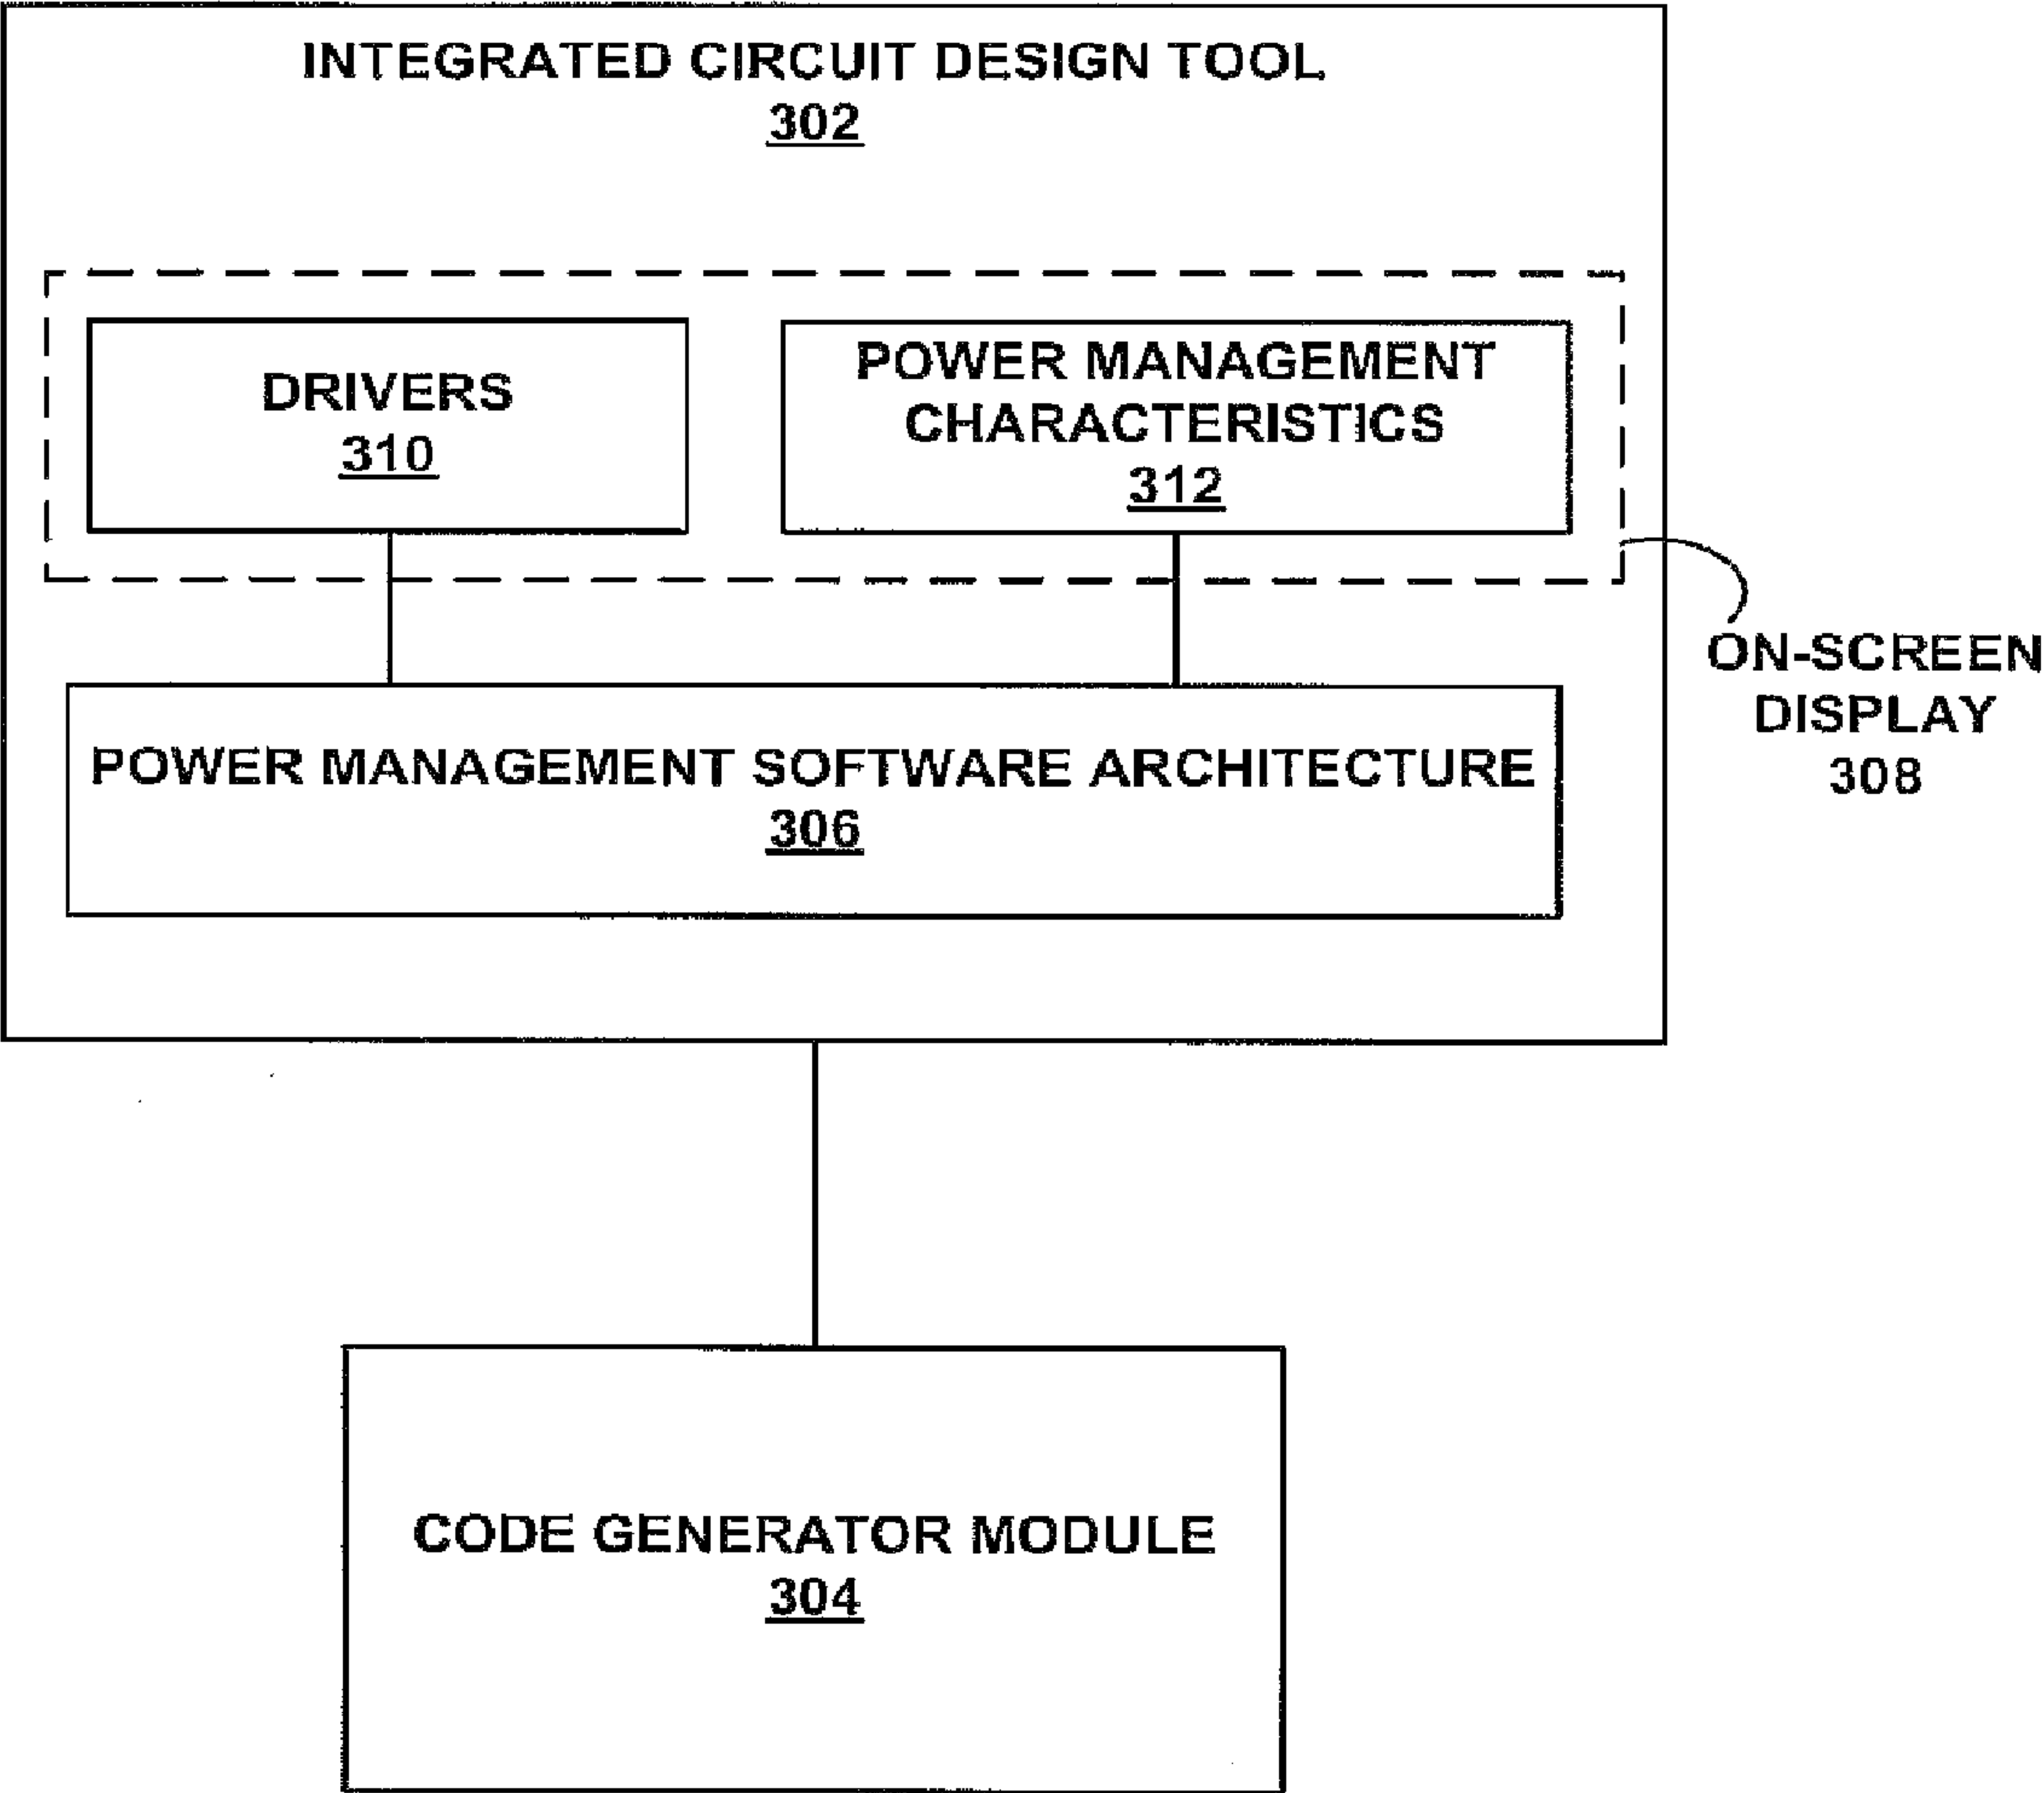 INTEGRATED CIRCUIT DESIGN TOOL
302
DRIVERS
310
POWER MANAGEMENT
CHARACTERISTICS
312
ON-SCREEN
DISPLAY
308
POWER MANAGEMENT SOFTWARE ARCHITECTURE
306
CODE GENERATOR MODULE
304